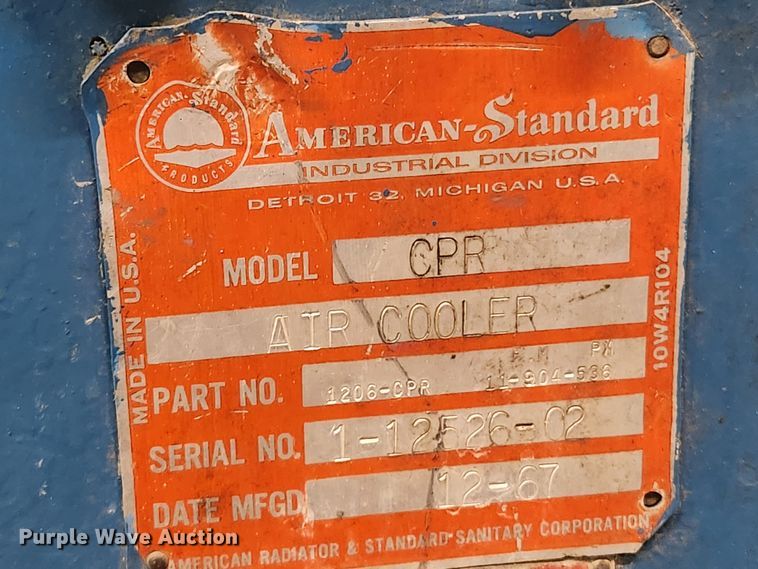 AMERICAN-Standard
PRODUCTS
AMERICAN-Standard
INDUSTRIAL DIVISION
DETROIT 32, MICHIGAN U.S.A.
MADE IN U.S.A.
10W4R104
MODEL CPR
AIR COOLER
PM
PART NO. 1206-CPR 11-904-536
SERIAL NO. 1-12526-02
DATE MFGD 12-67
AMERICAN RADIATOR & STANDARD SANITARY CORPORATION
Purple Wave Auction